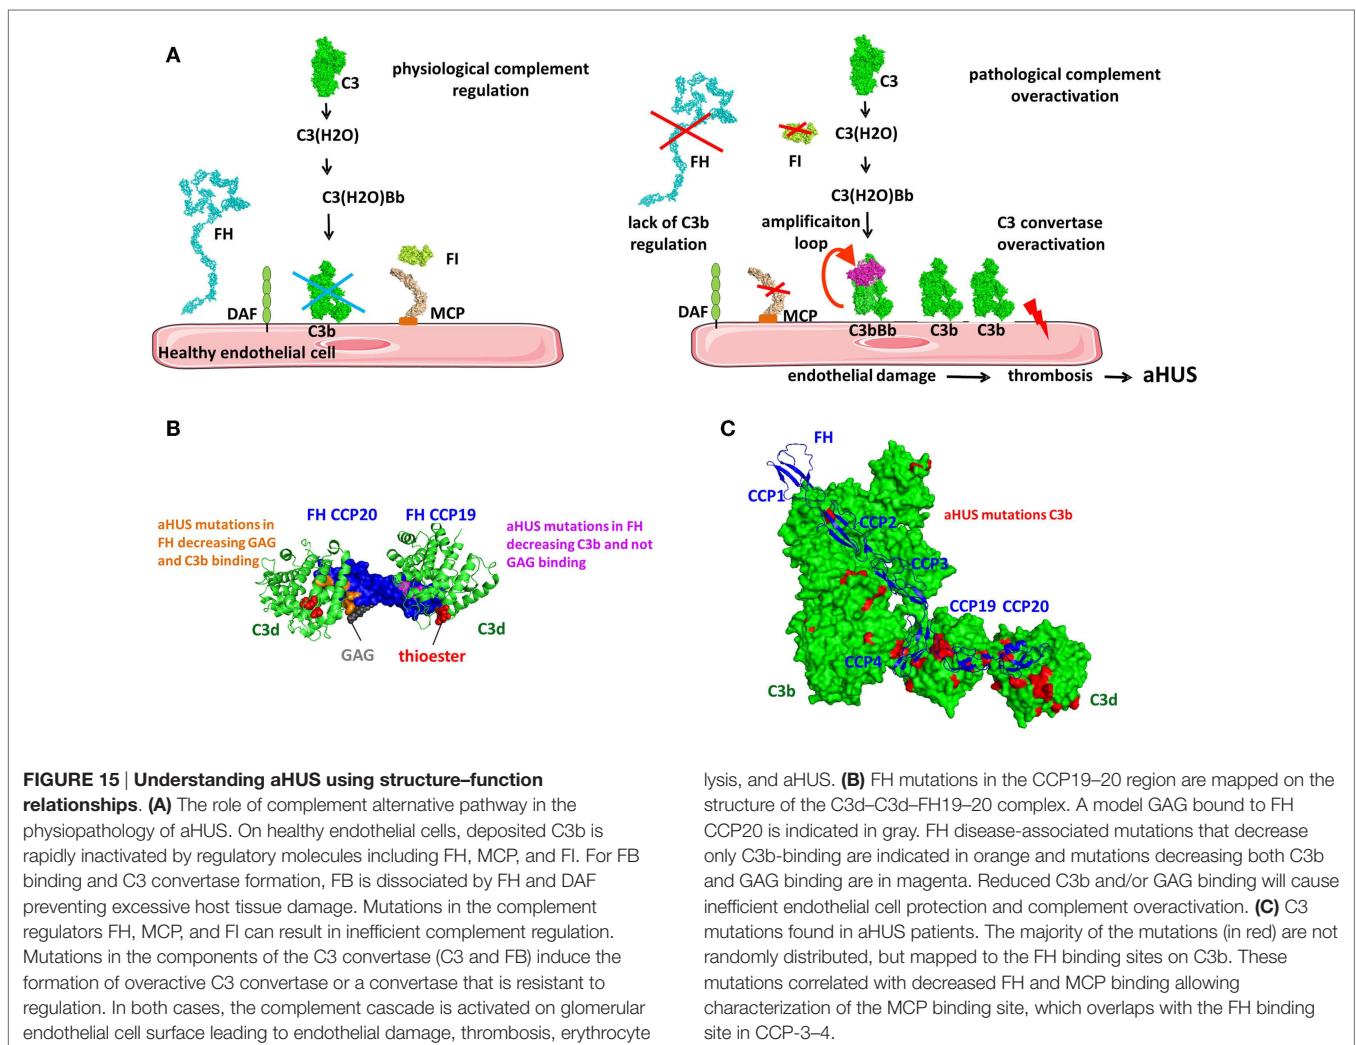 A
C3
physiological complement
regulation
C3(H2O)
C3(H2O)Bb
FH
FI
DAF
C3b
MCP
Healthy endothelial cell
C3
pathological complement
overactivation
C3(H2O)
FH
FI
C3(H2O)Bb
lack of C3b
regulation
amplificaiton
loop
C3 convertase
overactivation
DAF
MCP
C3bBb
C3b
C3b
endothelial damage
thrombosis
aHUS
B
FH CCP20
FH CCP19
aHUS mutations in
FH decreasing GAG
and C3b binding
aHUS mutations in FH
decreasing C3b and not
GAG binding
C3d
GAG
thioester
C3d
C
FH
CCP1
CCP2
aHUS mutations C3b
CCP3
CCP19
CCP20
CCP4
C3b
C3d
FIGURE 15 | Understanding aHUS using structure–function
relationships. (A) The role of complement alternative pathway in the
physiopathology of aHUS. On healthy endothelial cells, deposited C3b is
rapidly inactivated by regulatory molecules including FH, MCP, and FI. For FB
binding and C3 convertase formation, FB is dissociated by FH and DAF
preventing excessive host tissue damage. Mutations in the complement
regulators FH, MCP, and FI can result in inefficient complement regulation.
Mutations in the components of the C3 convertase (C3 and FB) induce the
formation of overactive C3 convertase or a convertase that is resistant to
regulation. In both cases, the complement cascade is activated on glomerular
endothelial cell surface leading to endothelial damage, thrombosis, erythrocyte
lysis, and aHUS. (B) FH mutations in the CCP19–20 region are mapped on the
structure of the C3d–C3d–FH19–20 complex. A model GAG bound to FH
CCP20 is indicated in gray. FH disease-associated mutations that decrease
only C3b-binding are indicated in orange and mutations decreasing both C3b
and GAG binding are in magenta. Reduced C3b and/or GAG binding will cause
inefficient endothelial cell protection and complement overactivation. (C) C3
mutations found in aHUS patients. The majority of the mutations (in red) are not
randomly distributed, but mapped to the FH binding sites on C3b. These
mutations correlated with decreased FH and MCP binding allowing
characterization of the MCP binding site, which overlaps with the FH binding
site in CCP-3–4.